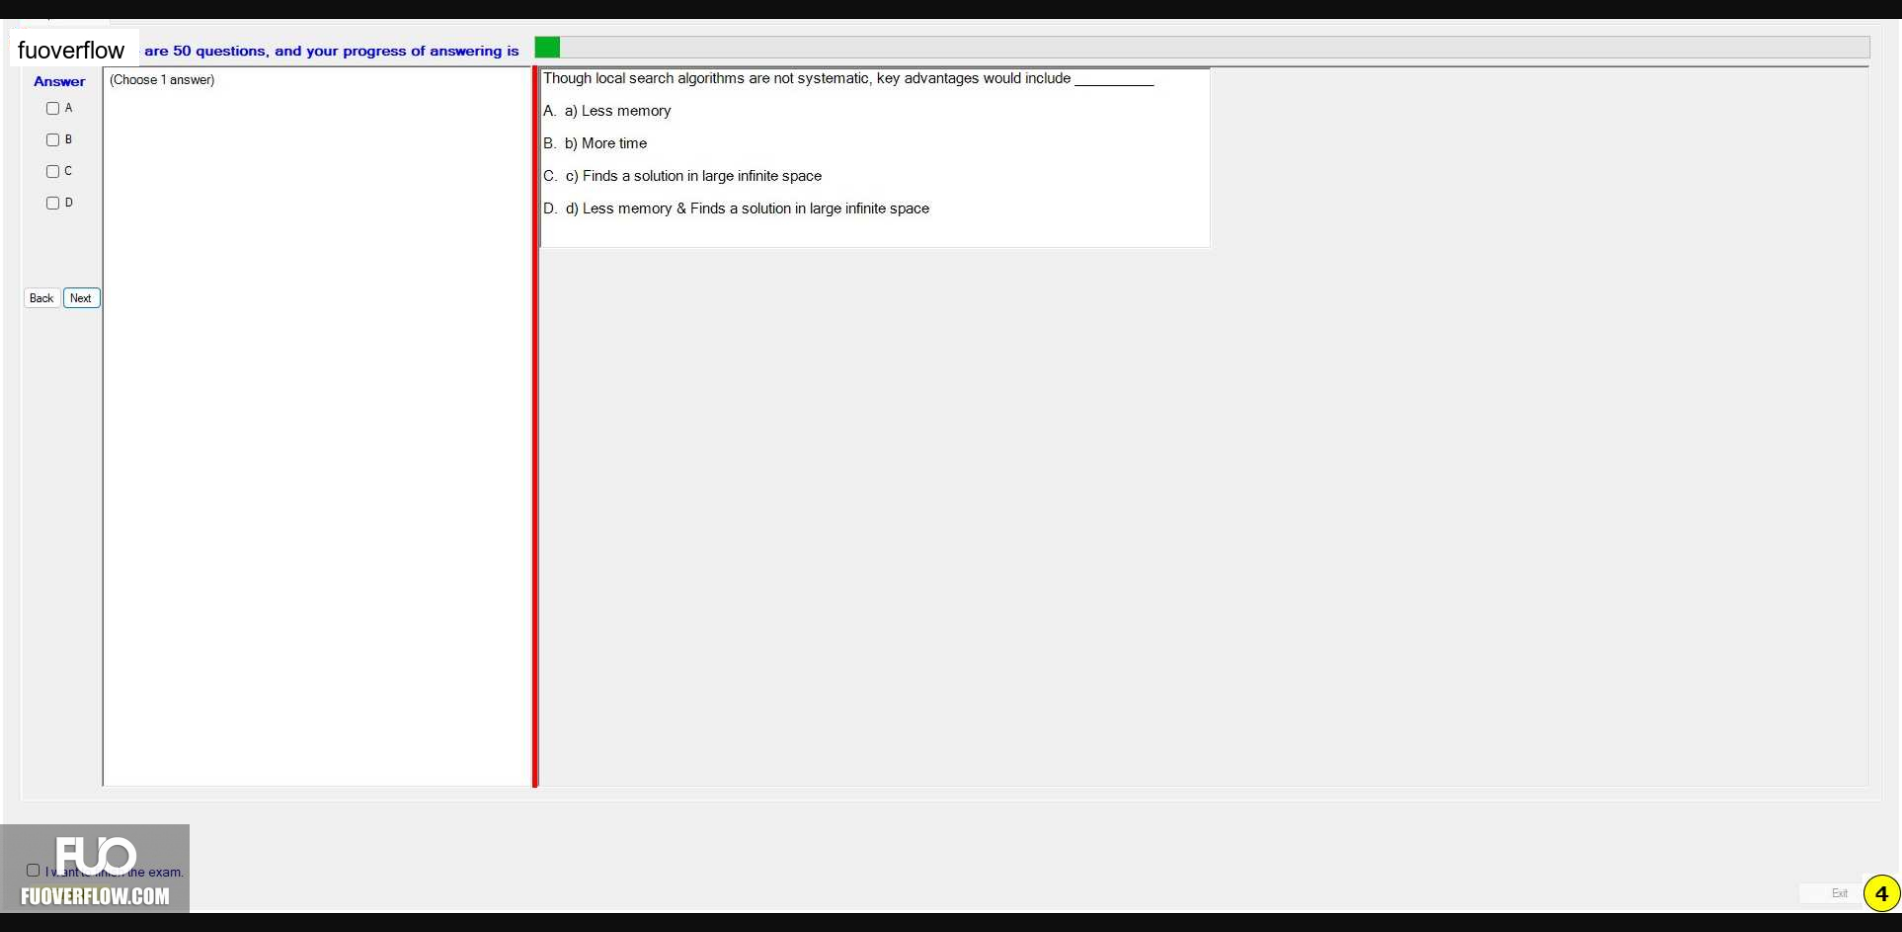 fuoverflow are 50 questions, and your progress of answering is
Answer
(Choose 1 answer)
A
B
C
D
Back Next
Though local search algorithms are not systematic, key advantages would include __________
A. a) Less memory
B. b) More time
C. c) Finds a solution in large infinite space
D. d) Less memory & Finds a solution in large infinite space
FUO
the exam.
FUOVERFLOW.COM
Exit
4